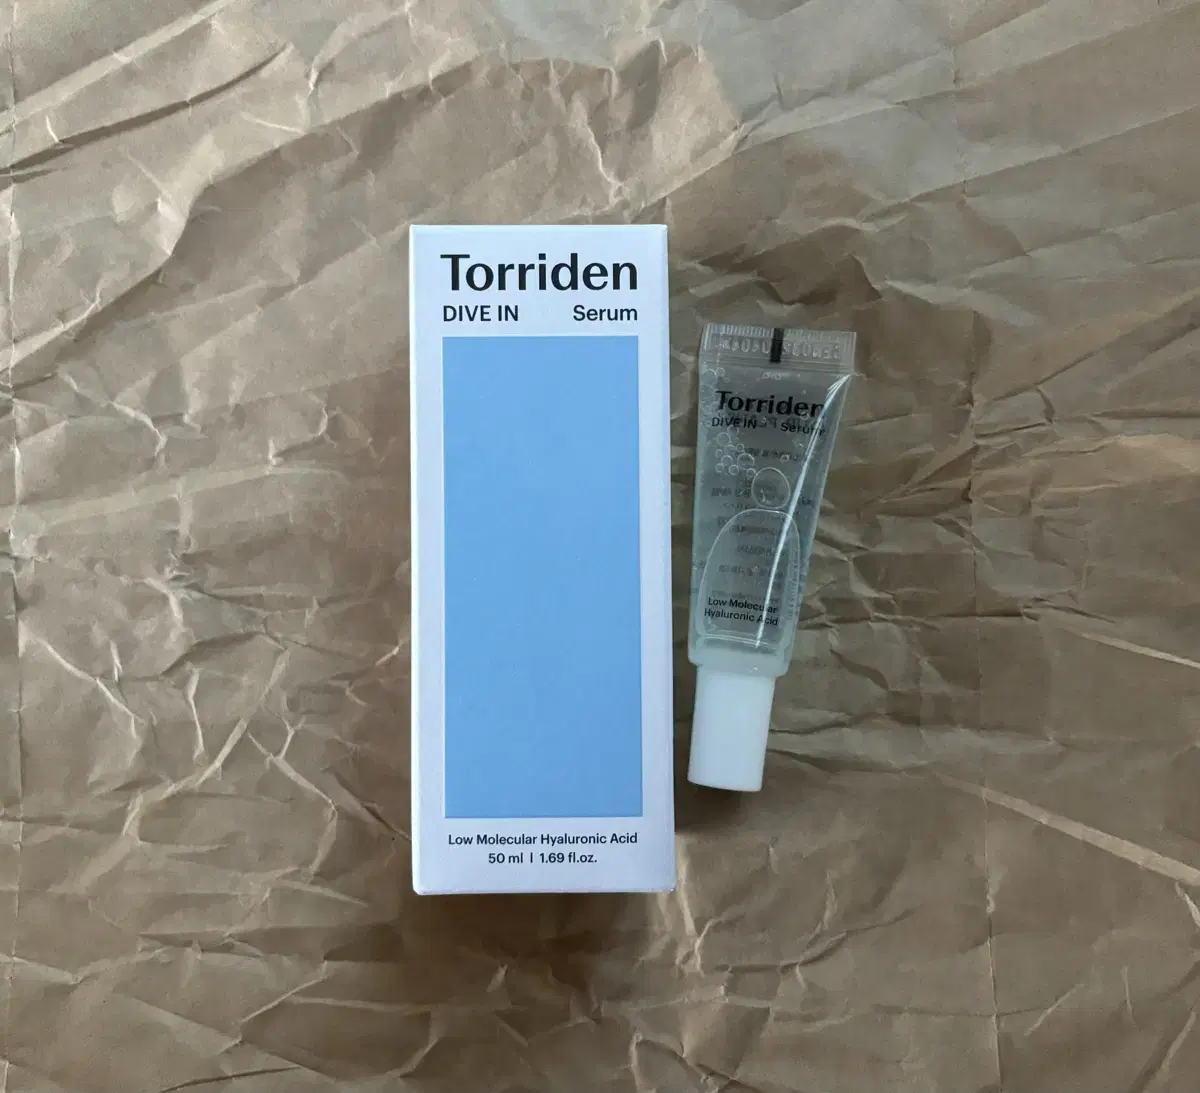 Torriden
DIVE IN Serum
Low Molecular Hyaluronic Acid
50 ml | 1.69 fl.oz.
Torriden
DIVE IN Serum
Low Molecular
Hyaluronic Acid